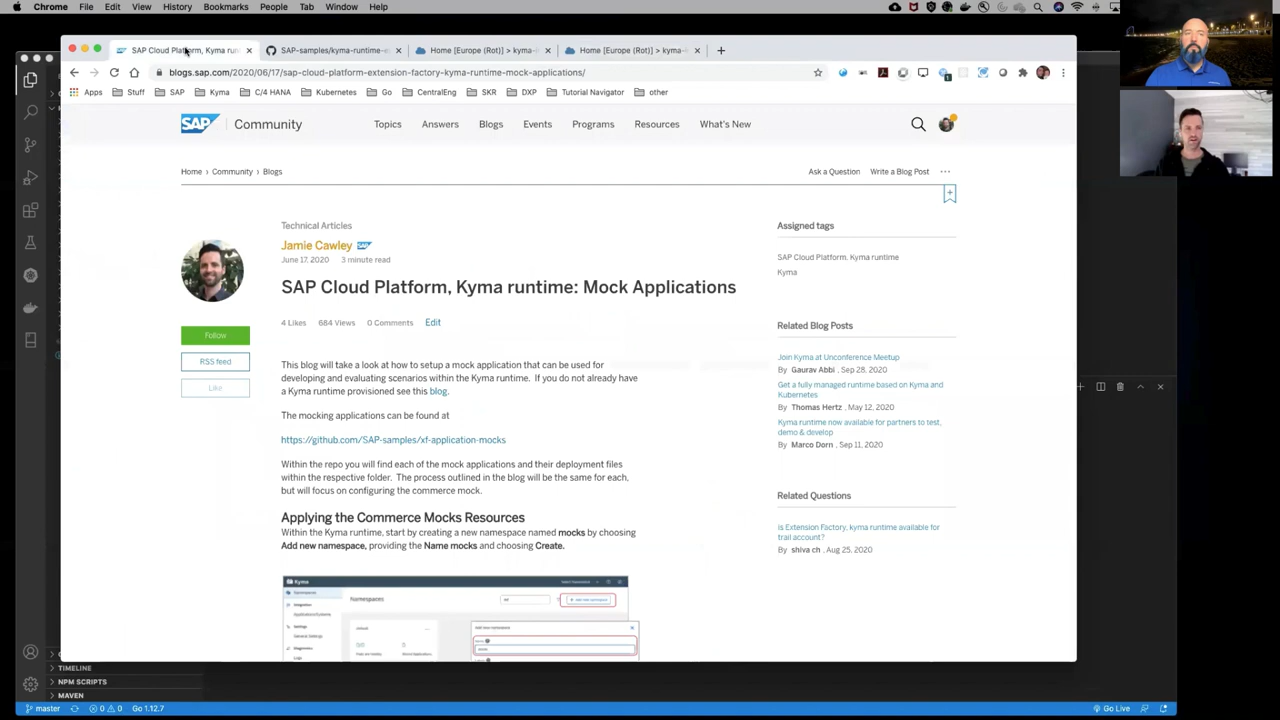 Chrome File Edit View History Bookmarks People Tab Window Help
SAP Cloud Platform, Kyma run
SAP-samples/kyma-runtime-e
Home [Europe (Rot)] > kyma-
Home [Europe (Rot)] > kyma-
blogs.sap.com/2020/06/17/sap-cloud-platform-extension-factory-kyma-runtime-mock-applications/
Apps Stuff SAP Kyma C/4 HANA Kubernetes Go CentralEng SKR DXP Tutorial Navigator other
SAP Community Topics Answers Blogs Events Programs Resources What's New
Home > Community > Blogs
Ask a Question Write a Blog Post ...
Technical Articles
Jamie Cawley SAP
June 17, 2020 3 minute read
SAP Cloud Platform, Kyma runtime: Mock Applications
4 Likes 684 Views 0 Comments Edit
Follow
RSS feed
Like
This blog will take a look at how to setup a mock application that can be used for
developing and evaluating scenarios within the Kyma runtime. If you do not already have
a Kyma runtime provisioned see this blog.
The mocking applications can be found at
https://github.com/SAP-samples/xf-application-mocks
Within the repo you will find each of the mock applications and their deployment files
within the respective folder. The process outlined in the blog will be the same for each,
but will focus on configuring the commerce mock.
Applying the Commerce Mocks Resources
Within the Kyma runtime, start by creating a new namespace named mocks by choosing
Add new namespace, providing the Name mocks and choosing Create.
Kyma
Namespaces
+ Add new namespace
Assigned tags
SAP Cloud Platform. Kyma runtime
Kyma
Related Blog Posts
Join Kyma at Unconference Meetup
By Gaurav Abbi , Sep 28, 2020
Get a fully managed runtime based on Kyma and
Kubernetes
By Thomas Hertz , May 12, 2020
Kyma runtime now available for partners to test,
demo & develop
By Marco Dorn , Sep 11, 2020
Related Questions
is Extension Factory, kyma runtime available for
trail account?
By shiva ch , Aug 25, 2020
TIMELINE
NPM SCRIPTS
MAVEN
master 0 0 Go 1.12.7
Go Live